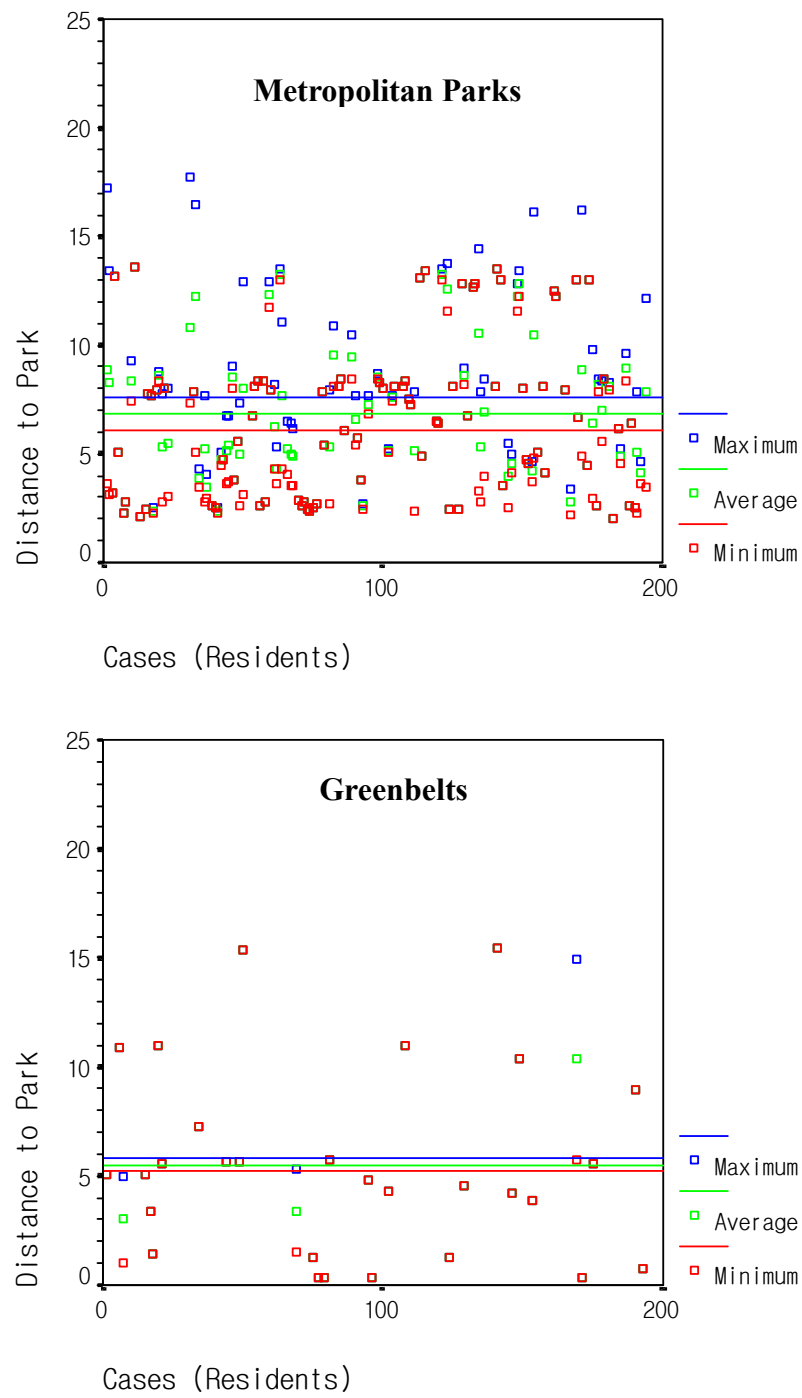 25
Metropolitan Parks
20
15
10
5
0
Distance to Park
0 100 200
Cases (Residents)
Maximum
Average
Minimum
25
Greenbelts
20
15
10
5
0
Distance to Park
0 100 200
Cases (Residents)
Maximum
Average
Minimum